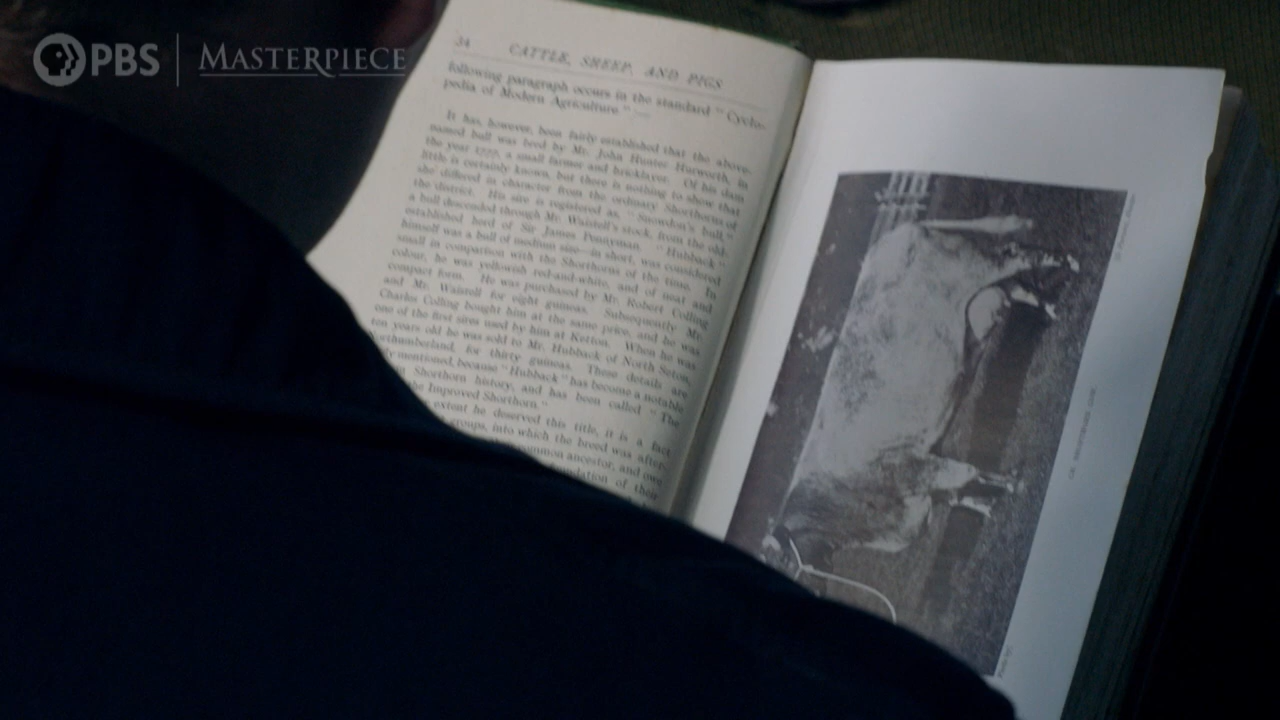 PBS | MASTERPIECE
34 CATTLE, SHEEP, AND PIGS
following paragraph occurs in the standard "Cyclo-
pedia of Modern Agriculture."—
It has, however, been fairly established that the above-
named bull was bred by Mr. John Hunter Hurworth, in
the year 1777, a small farmer and bricklayer. Of his dam
little is certainly known, but there is nothing to show that
she differed in character from the ordinary Shorthorns of
the district. His sire is registered as, "Snowdon's bull,"
a bull descended through Mr. Waistell's stock, from the old-
established herd of Sir James Pennyman. "Hubback"
himself was a bull of medium size—in short, was considered
small in comparison with the Shorthorns of the time. In
colour, he was yellowish red-and-white, and of neat and
compact form. He was purchased by Mr. Robert Colling
and Mr. Waistell for eight guineas. Subsequently Mr.
Charles Colling bought him at the same price, and he was
one of the first sires used by him at Ketton. When he was
ten years old he was sold to Mr. Hubback of North Seton,
rthumberland, for thirty guineas. These details are
ly mentioned, because "Hubback" has become a notable
Shorthorn history, and has been called "The
he Improved Shorthorn."
extent he deserved this title, it is a fact
groups, into which the breed was after-
common ancestor, and own
ndation of their